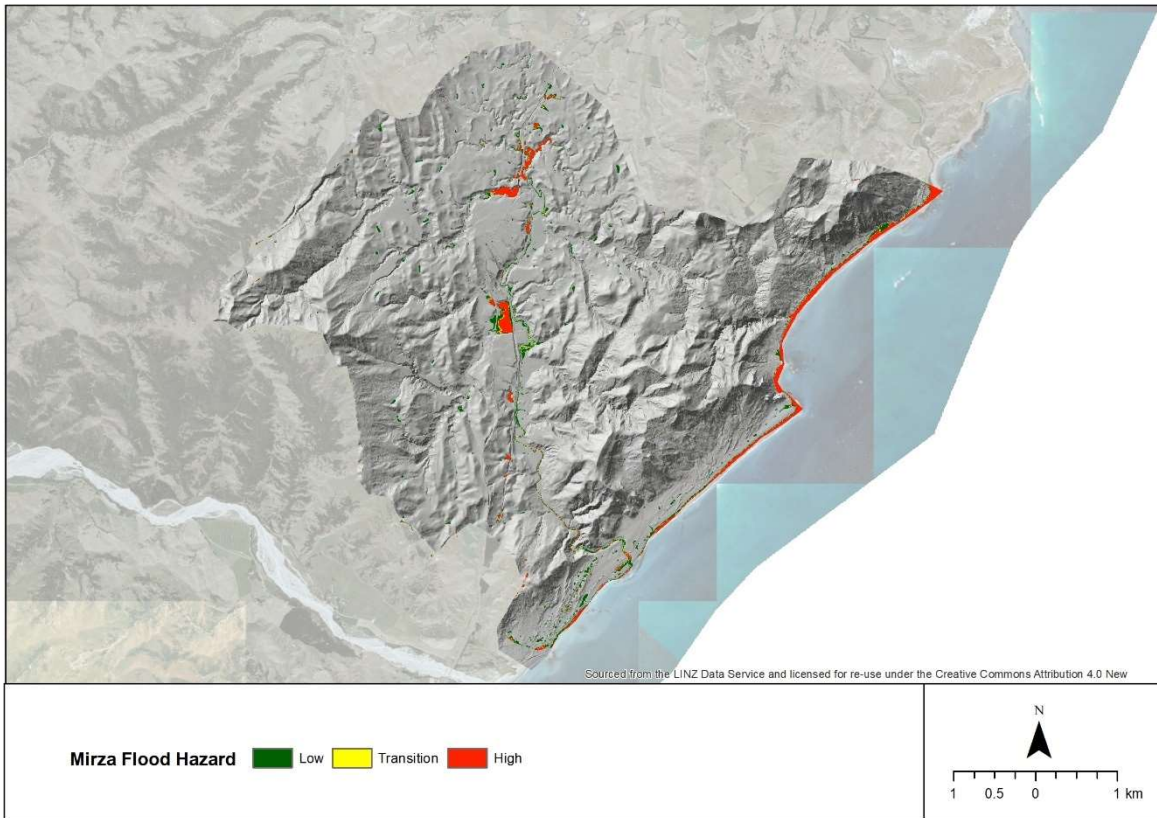 Sourced from the LINZ Data Service and licensed for re-use under the Creative Commons Attribution 4.0 New
Mirza Flood Hazard Low Transition High
N
1 0.5 0 1 km